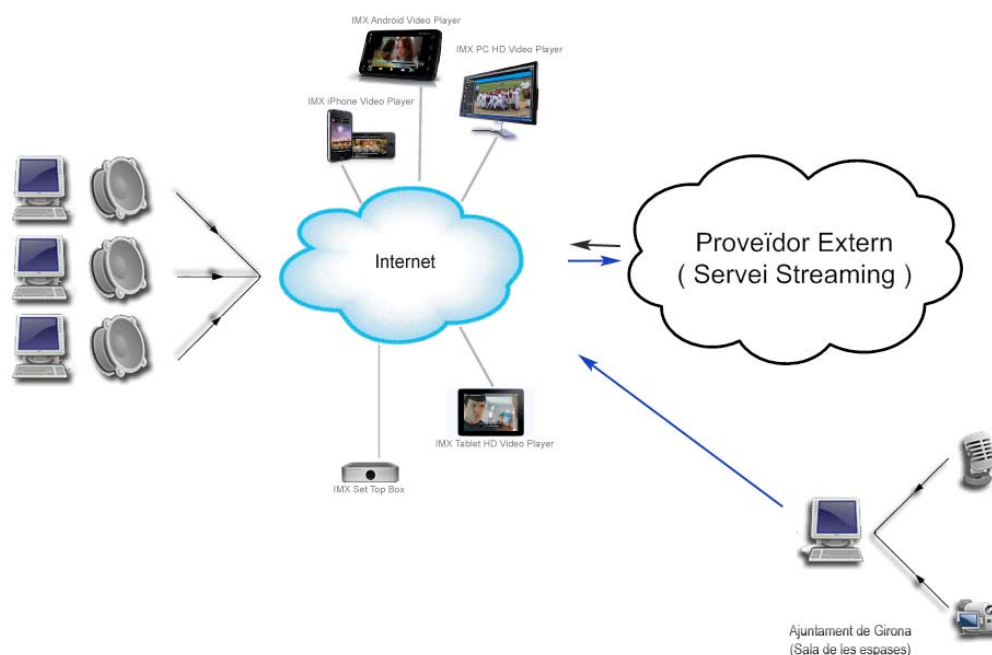 IMX Android Video Player
IMX PC HD Video Player
IMX iPhone Video Player
Internet
Proveïdor Extern
( Servei Streaming )
IMX Tablet HD Video Player
IMX Set Top Box
Ajuntament de Girona
(Sala de les espases)